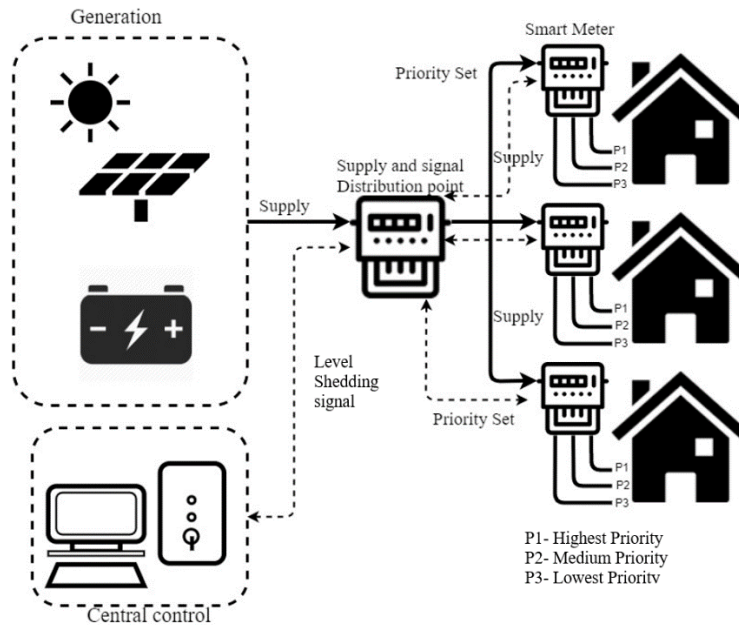 Generation
Smart Meter
Priority Set
P1
P2
P3
Supply and signal
Distribution point
Supply
Supply
P1
P2
P3
Supply
Level
Shedding
signal
Priority Set
P1
P2
P3
P1- Highest Priority
P2- Medium Priority
P3- Lowest Priority
Central control